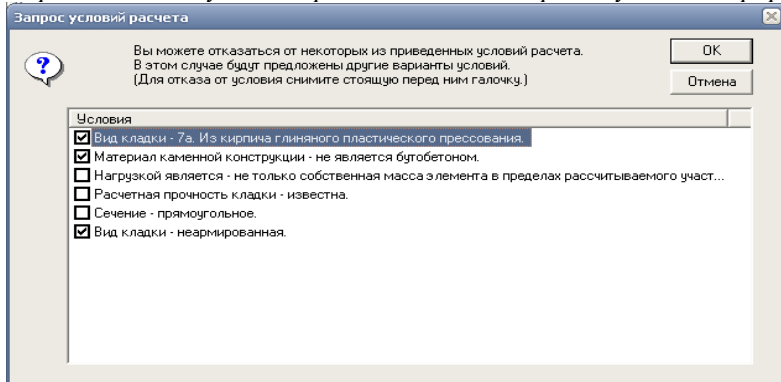 Запрос условий расчета
Вы можете отказаться от некоторых из приведенных условий расчета.
В этом случае будут предложены другие варианты условий.
(Для отказа от условия снимите стоящую перед ним галочку.)
OK
Отмена
Условия
Вид кладки - 7а. Из кирпича глиняного пластического прессования.
Материал каменной конструкции - не является бутобетоном.
Нагрузкой является - не только собственная масса элемента в пределах рассчитываемого участ...
Расчетная прочность кладки - известна.
Сечение - прямоугольное.
Вид кладки - неармированная.